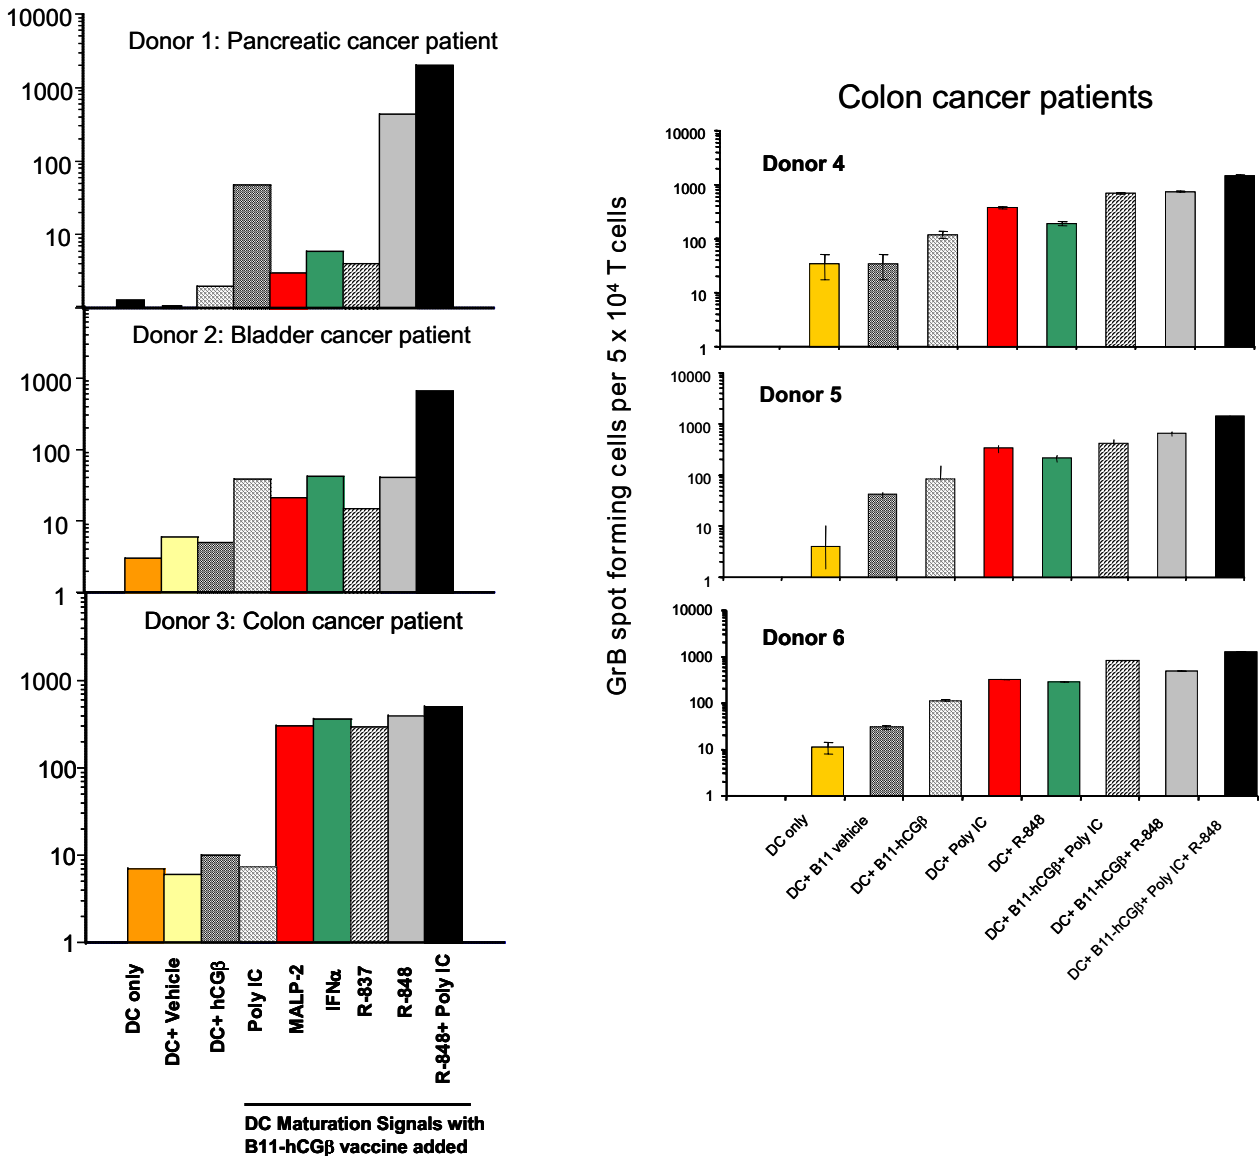 10000
Donor 1: Pancreatic cancer patient
1000
100
10
Donor 2: Bladder cancer patient
1000
100
10
1
Donor 3: Colon cancer patient
1000
100
10
1
DC only
DC+ Vehicle
DC+ hCGβ
Poly IC
MALP-2
IFNα
R-837
R-848
R-848+ Poly IC
DC Maturation Signals with
B11-hCGβ vaccine added
GrB spot forming cells per 5 x 10⁴ T cells
Colon cancer patients
10000
Donor 4
1000
100
10
1
10000
Donor 5
1000
100
10
1
10000
Donor 6
1000
100
10
1
DC only
DC+ B11 vehicle
DC+ B11-hCGβ
DC+ Poly IC
DC+ R-848
DC+ B11-hCGβ+ Poly IC
DC+ B11-hCGβ+ R-848
DC+ B11-hCGβ+ Poly IC+ R-848